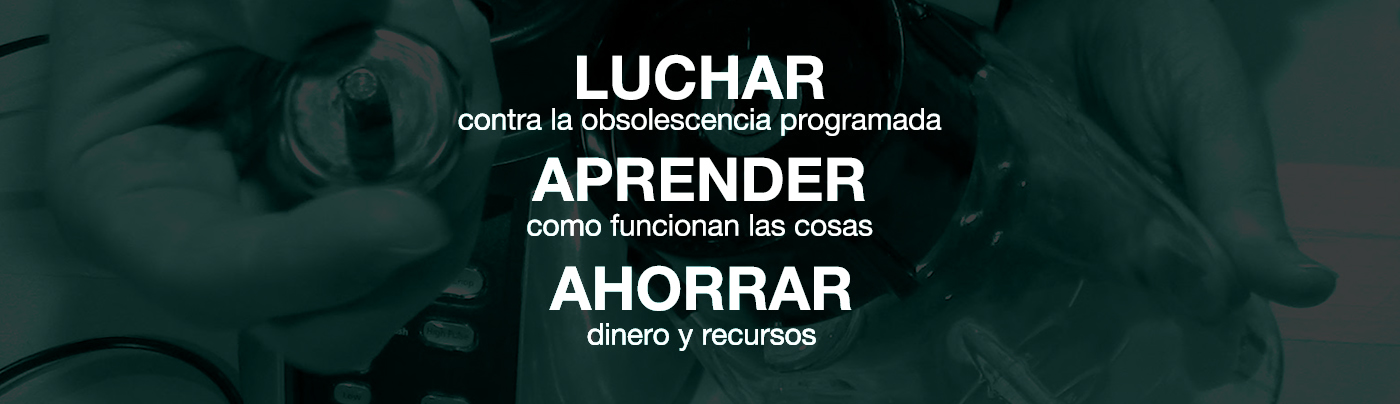 LUCHAR
contra la obsolescencia programada
APRENDER
como funcionan las cosas
AHORRAR
dinero y recursos